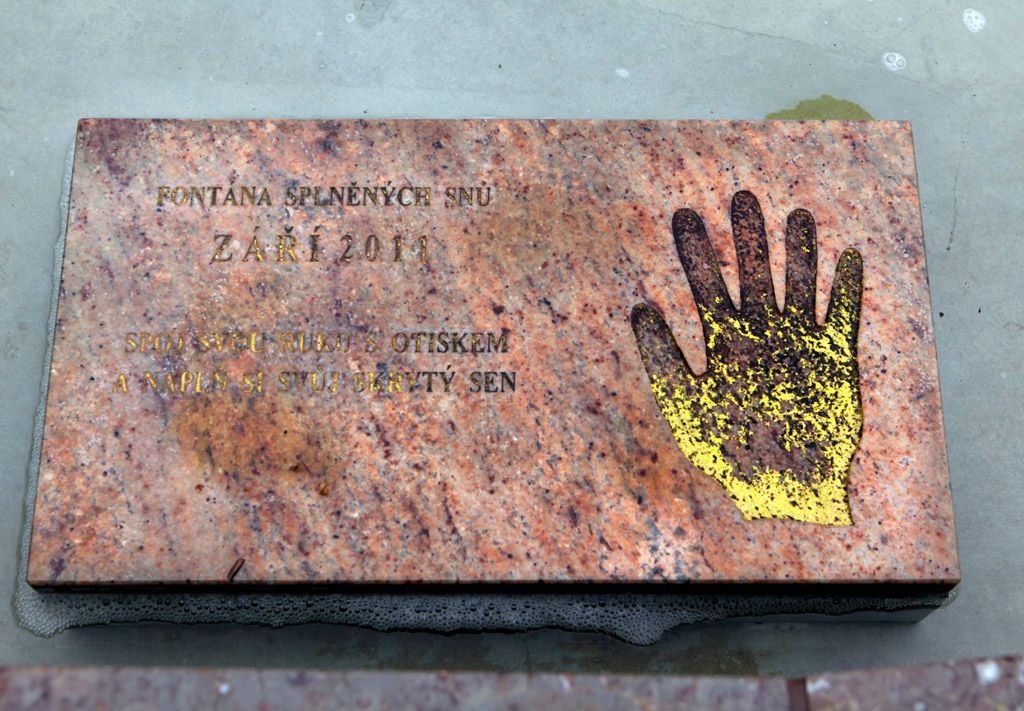 FONTÁNA SPLNĚNÝCH SNŮ
ZÁŘÍ 2011
SPOJ SVOU RUKU S OTISKEM
A NAPLŇ SI SVŮJ SKRYTÝ SEN